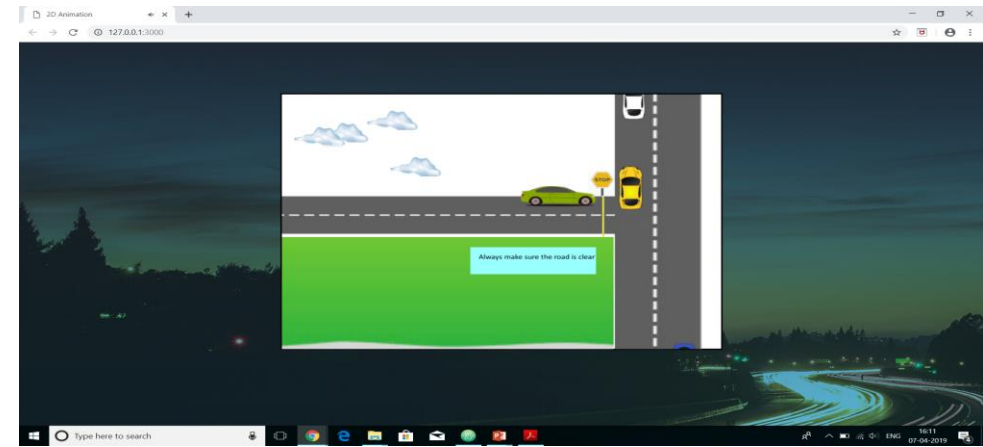 2D Animation
127.0.0.1:3000
STOP
Always make sure the road is clear
Type here to search
ENG
16:11
07-04-2019